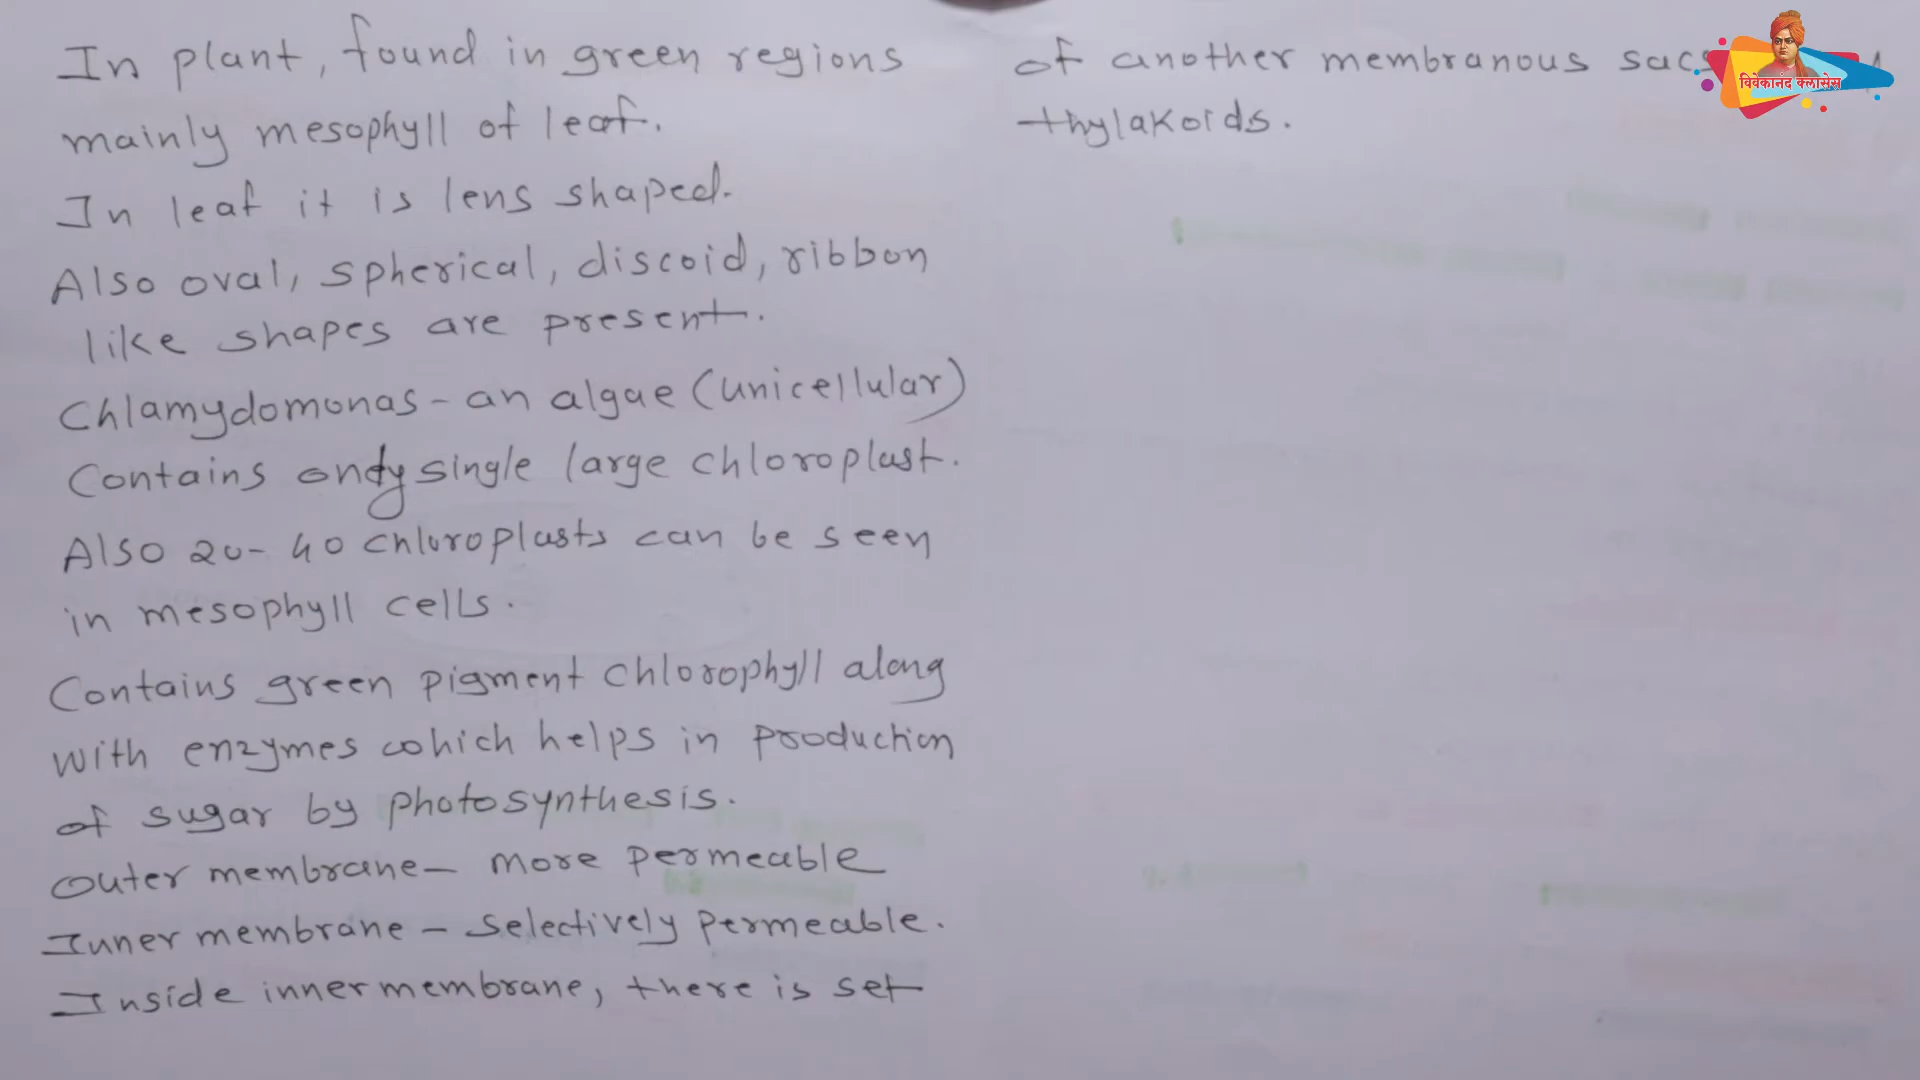 In plant, found in green regions
mainly mesophyll of leaf.
In leaf it is lens shaped.
Also oval, spherical, discoid, ribbon
like shapes are present.
Chlamydomonas - an algae (unicellular)
Contains only single large chloroplast.
Also 20-40 chloroplasts can be seen
in mesophyll cells.
Contains green pigment chlorophyll along
with enzymes which helps in production
of sugar by photosynthesis.
Outer membrane - more permeable
Inner membrane - selectively permeable.
Inside inner membrane, there is set
of another membranous sacs
thylakoids.
विवेकानंद क्लासेस